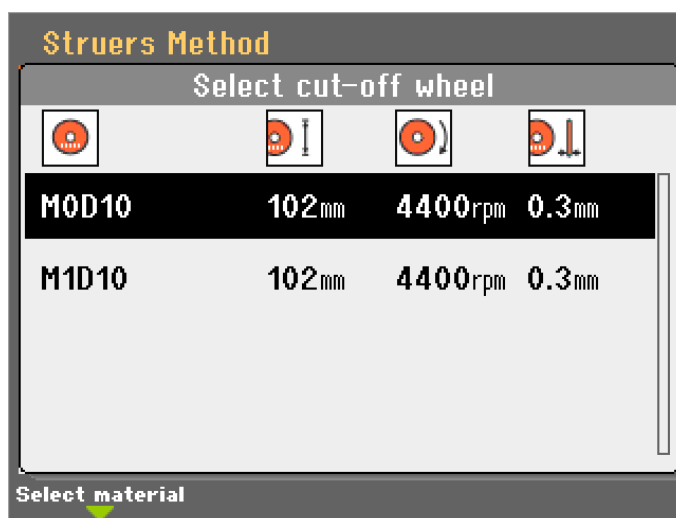 Struers Method
Select cut-off wheel
M0D10 102mm 4400rpm 0.3mm
M1D10 102mm 4400rpm 0.3mm
Select material